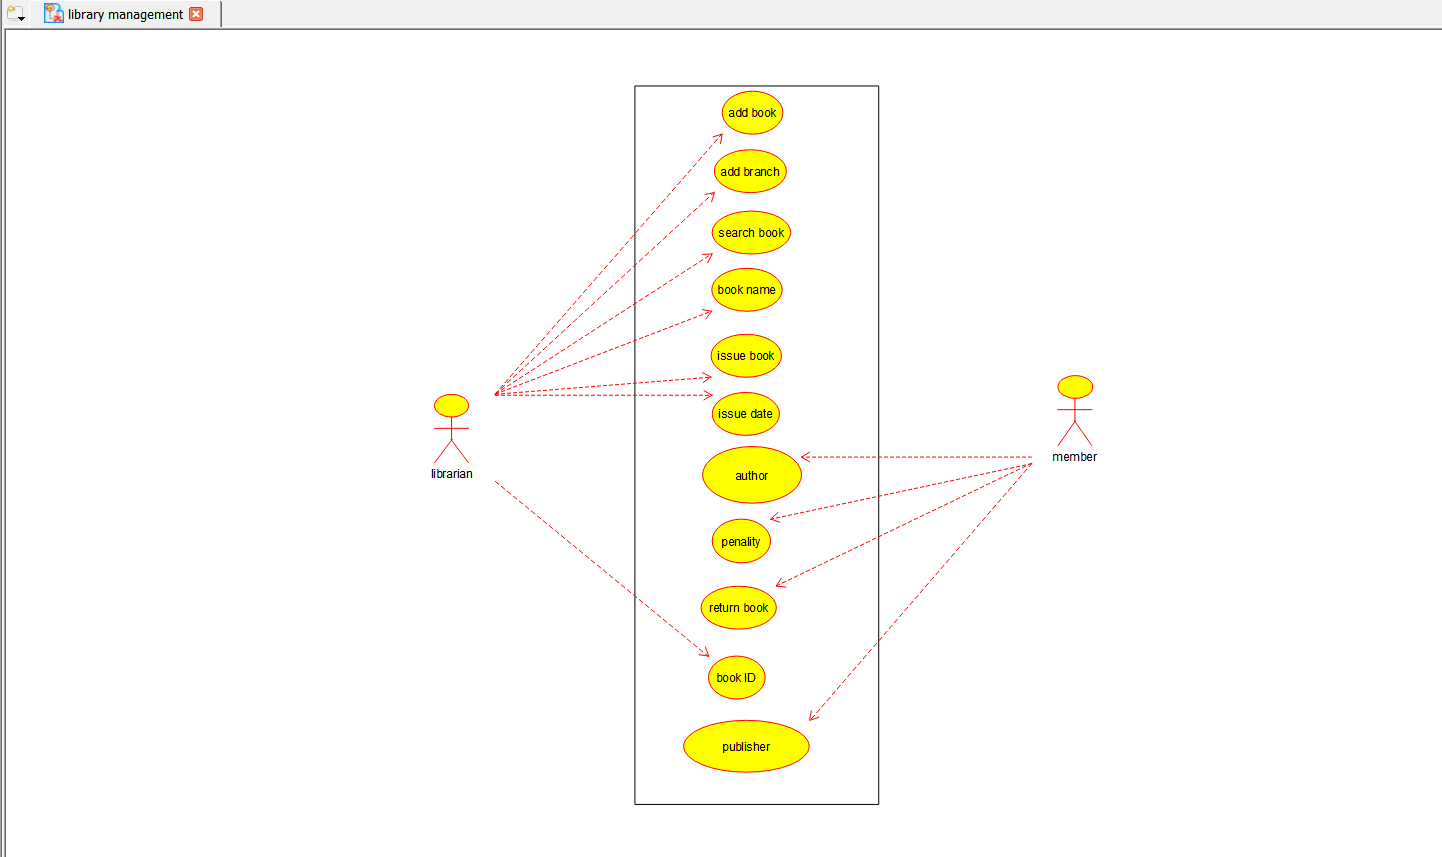 library management
add book
add branch
search book
book name
issue book
issue date
author
penality
return book
book ID
publisher
librarian
member